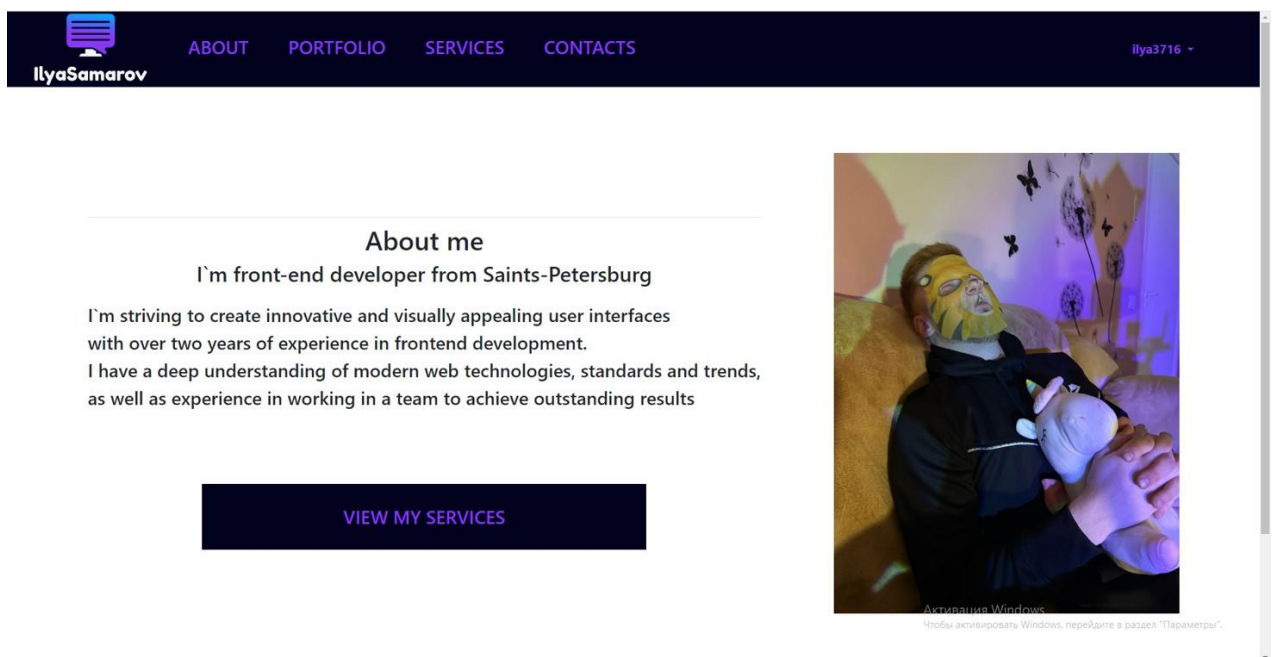 IlyaSamarov
ABOUT PORTFOLIO SERVICES CONTACTS
ilya3716
About me
I`m front-end developer from Saints-Petersburg
I`m striving to create innovative and visually appealing user interfaces
with over two years of experience in frontend development.
I have a deep understanding of modern web technologies, standards and trends,
as well as experience in working in a team to achieve outstanding results
VIEW MY SERVICES
Активация Windows
Чтобы активировать Windows, перейдите в раздел "Параметры".